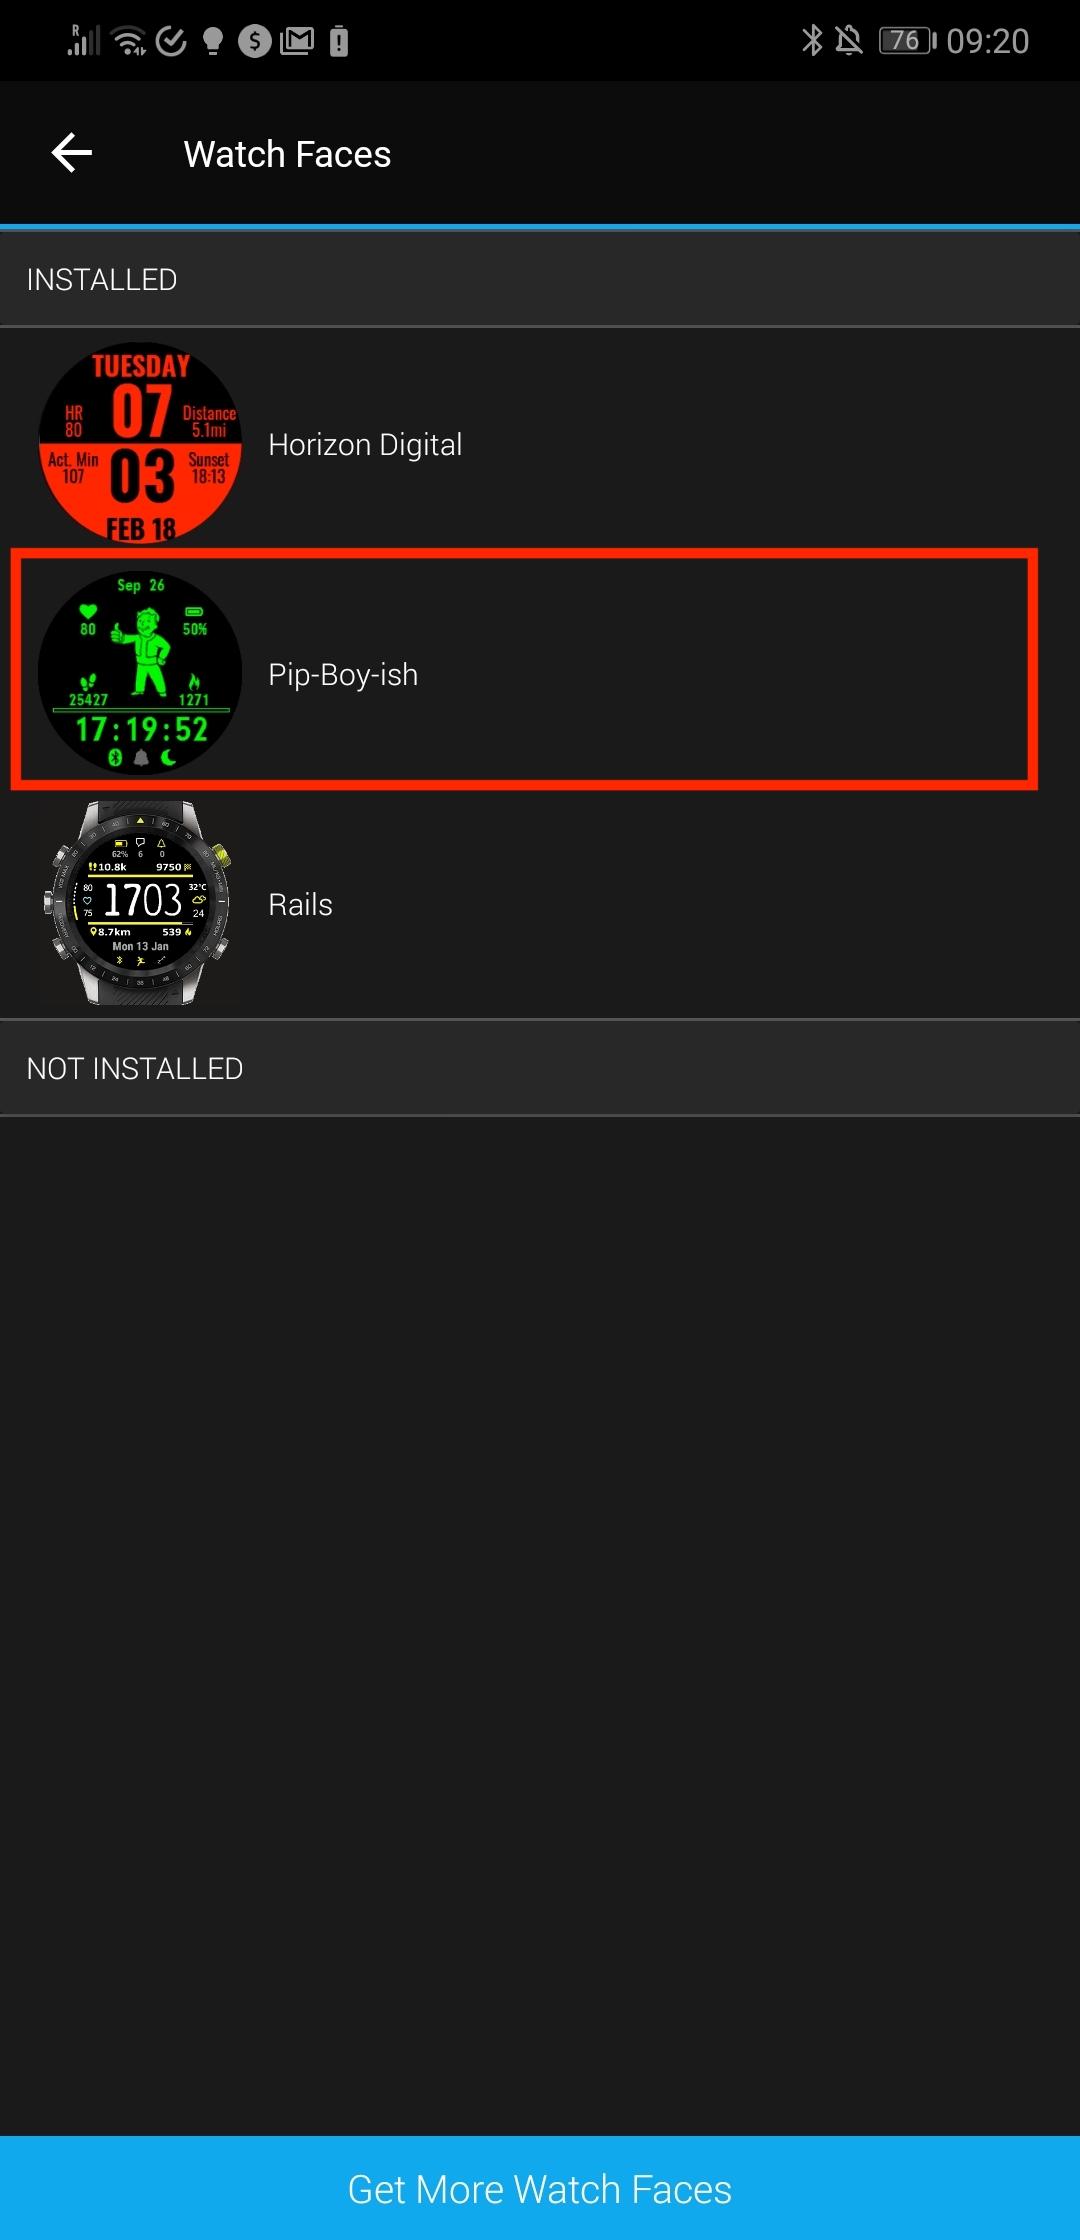 R
76 09:20
Watch Faces
INSTALLED
TUESDAY
07
HR
80
Distance
5.1mi
Act. Min
107
03
Sunset
18:13
FEB 18
Horizon Digital
Sep 26
80
50%
25427
1271
17:19:52
Pip-Boy-ish
62% 6 0
10.8k 9750
80
75
1703
32°C
24
8.7km 539
Mon 13 Jan
Rails
NOT INSTALLED
Get More Watch Faces